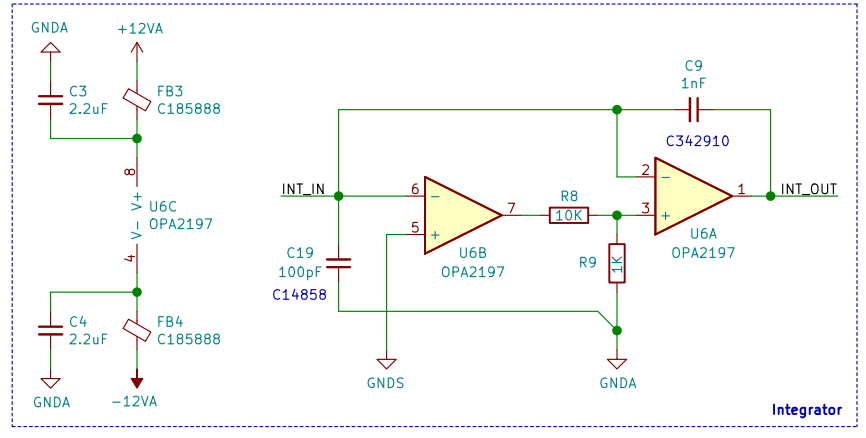 GNDA
+12VA
C3
2.2uF
FB3
C185888
8
V+
V-
U6C
OPA2197
4
C4
2.2uF
FB4
C185888
GNDA
-12VA
C9
1nF
C342910
INT_IN
6
-
5
+
7
U6B
OPA2197
R8
10K
2
-
3
+
1
INT_OUT
U6A
OPA2197
C19
100pF
C14858
R9
1K
GNDS
GNDA
Integrator